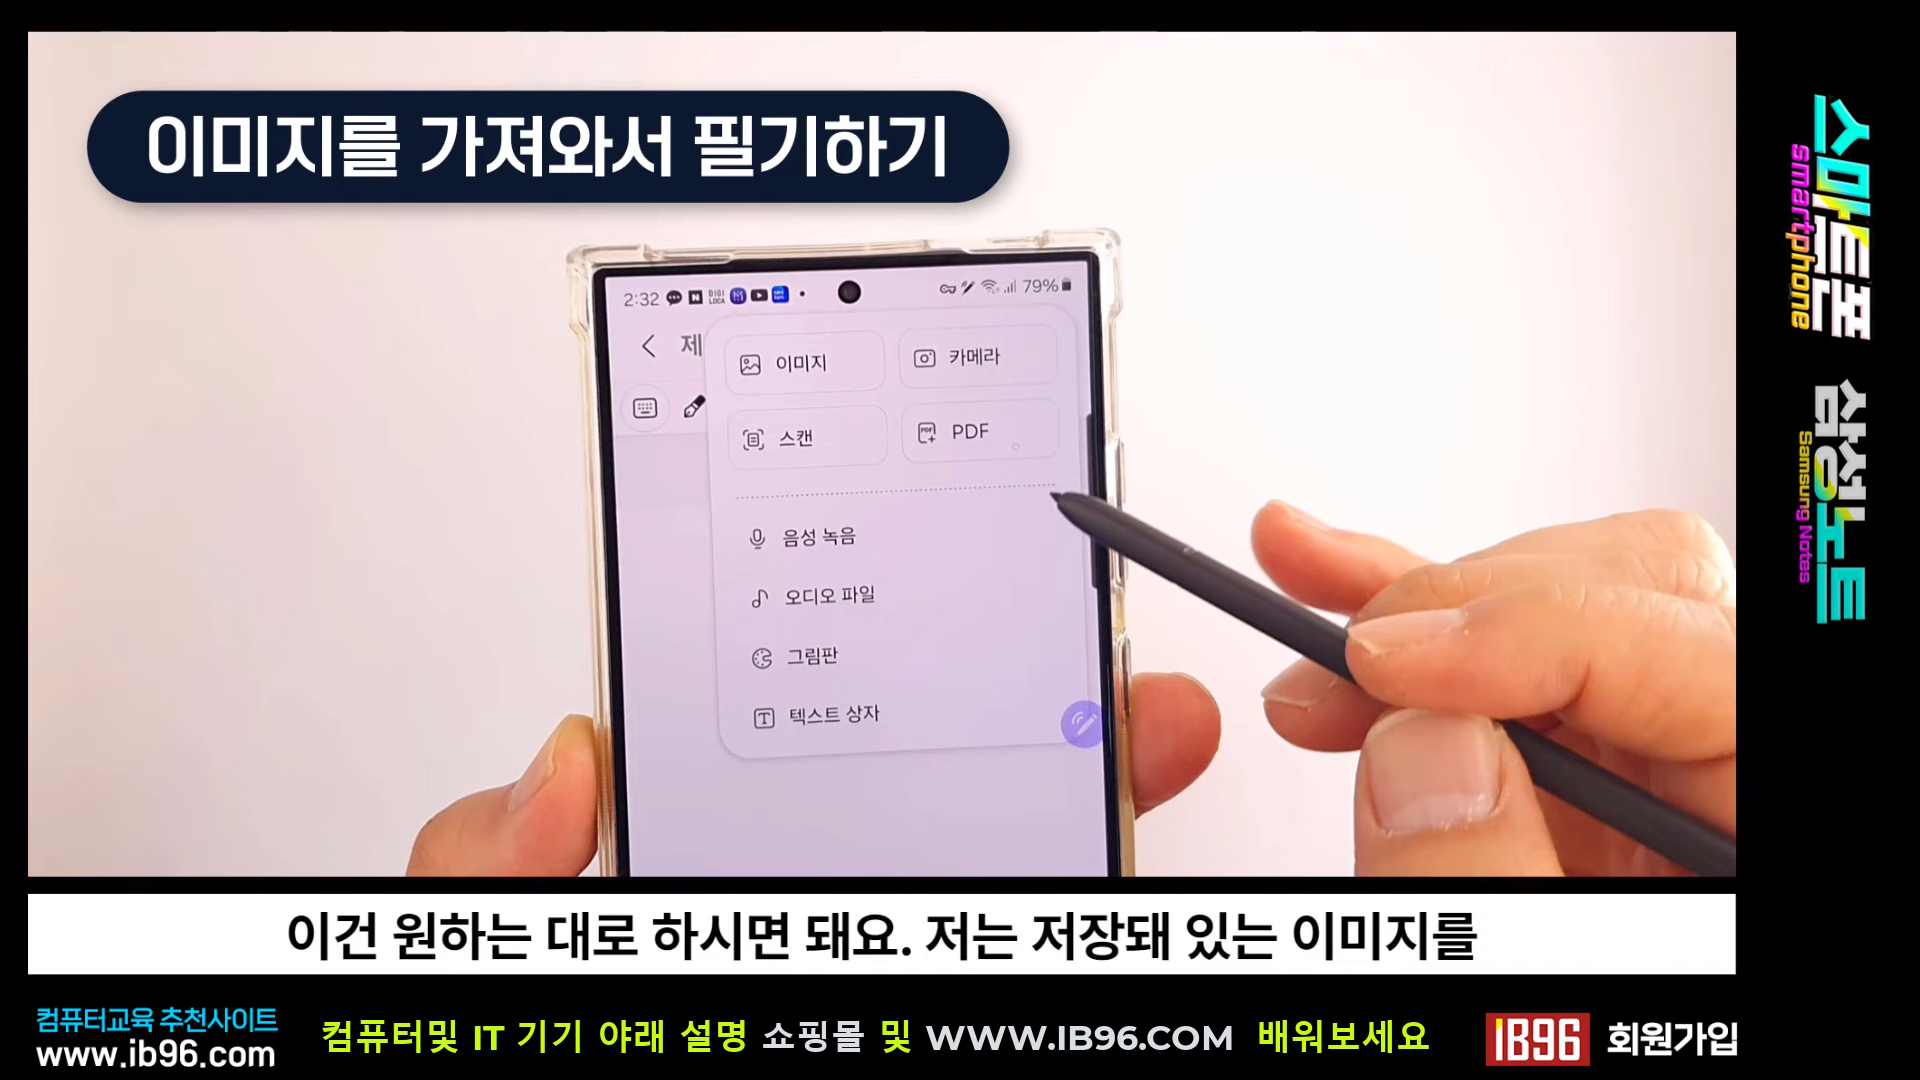 이미지를 가져와서 필기하기
2:32
79%
제
이미지
카메라
스캔
PDF
음성 녹음
오디오 파일
그림판
텍스트 상자
이건 원하는 대로 하시면 돼요. 저는 저장돼 있는 이미지를
컴퓨터교육 추천사이트
www.ib96.com
컴퓨터및 IT 기기 야래 설명 쇼핑몰 및 WWW.IB96.COM 배워보세요
IB96 회원가입
스마트폰
smartphone
삼성노트
Samsung Notes